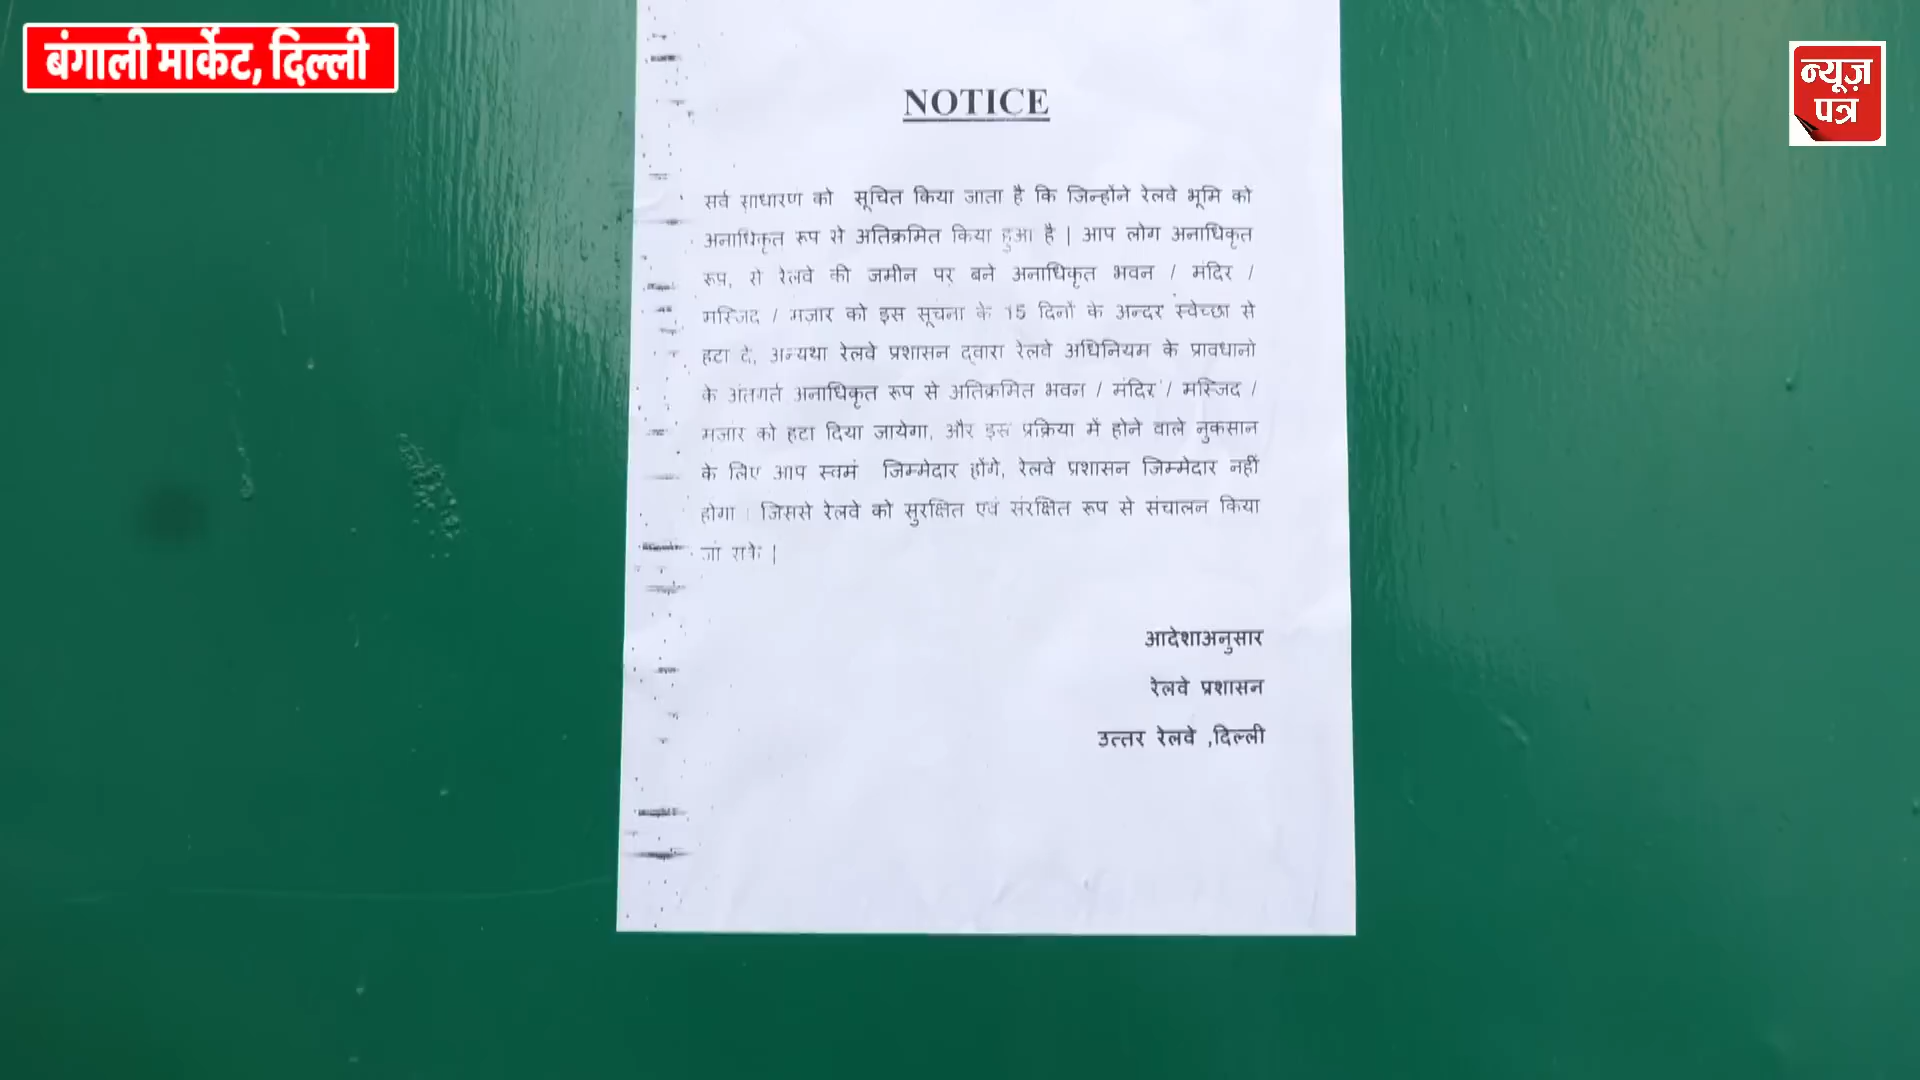 बंगाली मार्केट, दिल्ली
न्यूज़
पत्र
NOTICE
सर्व साधारण को सूचित किया जाता है कि जिन्होंने रेलवे भूमि को
अनाधिकृत रूप से अतिक्रमित किया हुआ है | आप लोग अनाधिकृत
रूप, से रेलवे की जमीन पर बने अनाधिकृत भवन / मंदिर /
मस्जिद / मजार को इस सूचना के 15 दिनों के अन्दर स्वेच्छा से
हटा दे, अन्यथा रेलवे प्रशासन द्वारा रेलवे अधिनियम के प्रावधानो
के अंतगर्त अनाधिकृत रूप से अतिक्रमित भवन / मंदिर / मस्जिद /
मजार को हटा दिया जायेगा, और इस प्रक्रिया में होने वाले नुकसान
के लिए आप स्वमं जिम्मेदार होंगे, रेलवे प्रशासन जिम्मेदार नहीं
होगा | जिससे रेलवे को सुरक्षित एवं संरक्षित रूप से संचालन किया
जा सके |
आदेशाअनुसार
रेलवे प्रशासन
उत्तर रेलवे ,दिल्ली